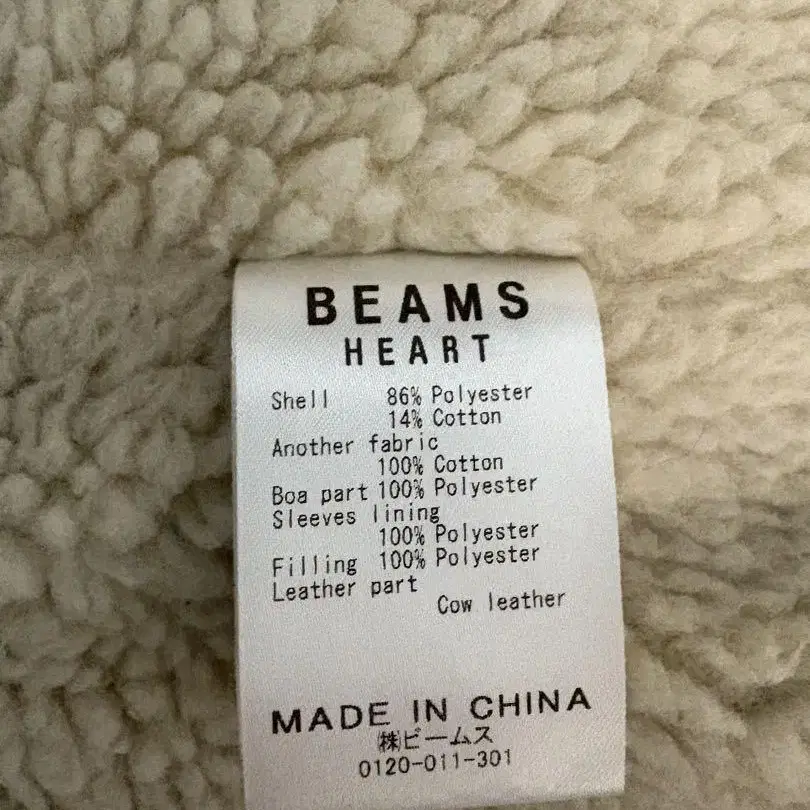 BEAMS
HEART
Shell 86% Polyester
14% Cotton
Another fabric
100% Cotton
Boa part 100% Polyester
Sleeves lining
100% Polyester
Filling 100% Polyester
Leather part
Cow leather
MADE IN CHINA
㈱ビームス
0120-011-301